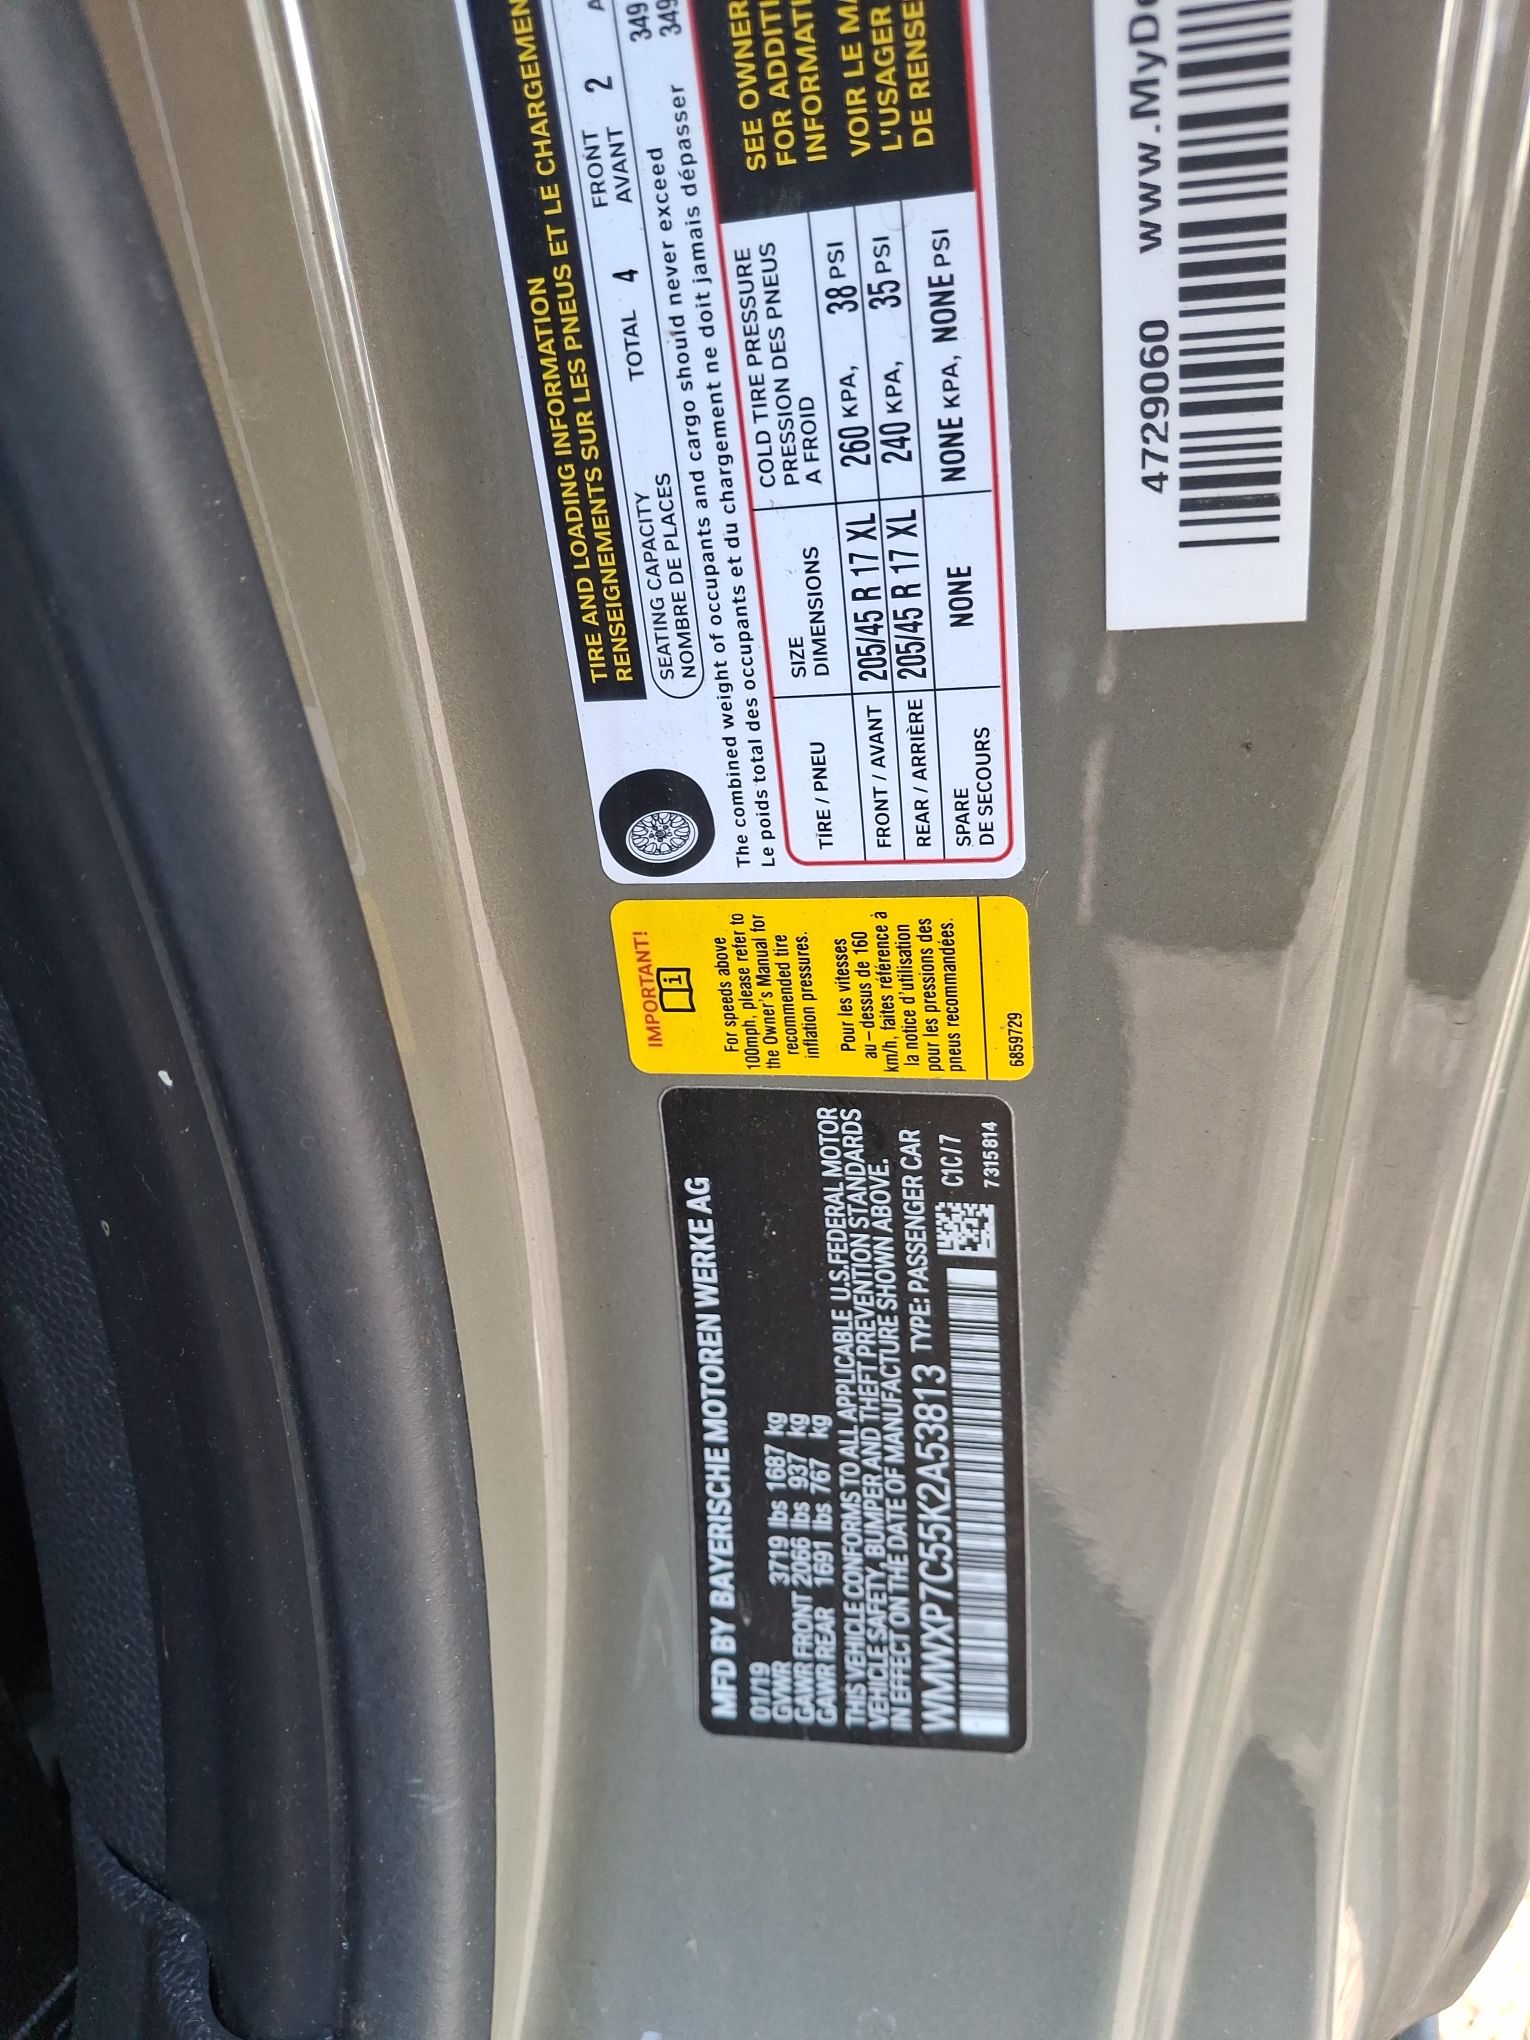 MFD BY BAYERISCHE MOTOREN WERKE AG
01/19
GVWR 3719 lbs 1687 kg
GAWR FRONT 2066 lbs 937 kg
GAWR REAR 1691 lbs 767 kg
THIS VEHICLE CONFORMS TO ALL APPLICABLE U.S.FEDERAL MOTOR
VEHICLE SAFETY, BUMPER AND THEFT PREVENTION STANDARDS
IN EFFECT ON THE DATE OF MANUFACTURE SHOWN ABOVE.
WMWXP7C55K2A53813 TYPE: PASSENGER CAR
C1C/7
7315814
IMPORTANT!
For speeds above
100mph, please refer to
the Owner's Manual for
recommended tire
inflation pressures.
Pour les vitesses
au – dessus de 160
km/h, faites référence à
la notice d'utilisation
pour les pressions des
pneus recommandées.
6859729
TIRE AND LOADING INFORMATION
RENSEIGNEMENTS SUR LES PNEUS ET LE CHARGEMEN
SEATING CAPACITY
NOMBRE DE PLACES
TOTAL 4
FRONT
AVANT
2
The combined weight of occupants and cargo should never exceed 349
Le poids total des occupants et du chargement ne doit jamais dépasser 349
TIRE / PNEU
SIZE
DIMENSIONS
COLD TIRE PRESSURE
PRESSION DES PNEUS
A FROID
FRONT / AVANT 205/45 R 17 XL 260 KPA, 38 PSI
REAR / ARRIÈRE 205/45 R 17 XL 240 KPA, 35 PSI
SPARE
DE SECOURS
NONE NONE KPA, NONE PSI
SEE OWNER
FOR ADDITI
INFORMATI
VOIR LE MA
L'USAGER
DE RENSE
4729060 www.MyD